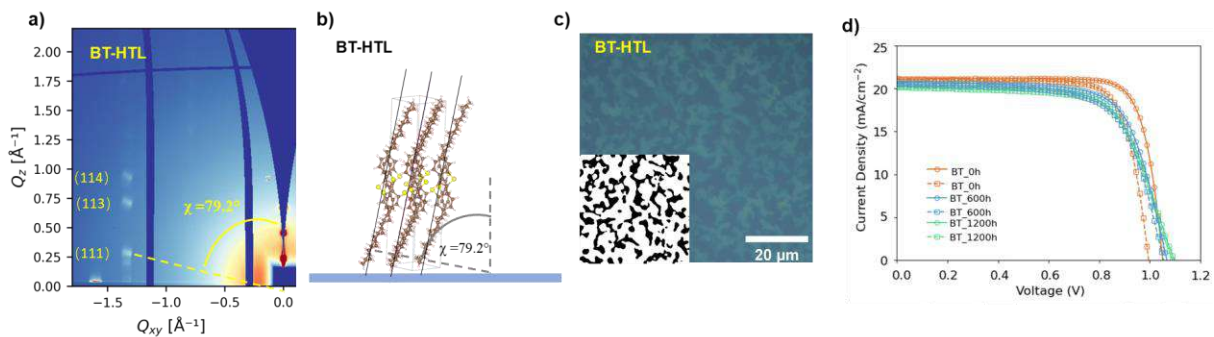 a)
BT-HTL
2.00
1.75
1.50
1.25
1.00
0.75
0.50
0.25
0.00
Qz [Å⁻¹]
(114)
(113)
(111)
χ =79.2°
−1.5
−1.0
−0.5
0.0
Qxy [Å⁻¹]
b)
BT-HTL
χ =79.2°
c)
BT-HTL
20 μm
d)
25
20
15
10
5
0
Current Density (mA/cm⁻²)
BT_0h
BT_0h
BT_600h
BT_600h
BT_1200h
BT_1200h
0.0
0.2
0.4
0.6
0.8
1.0
1.2
Voltage (V)